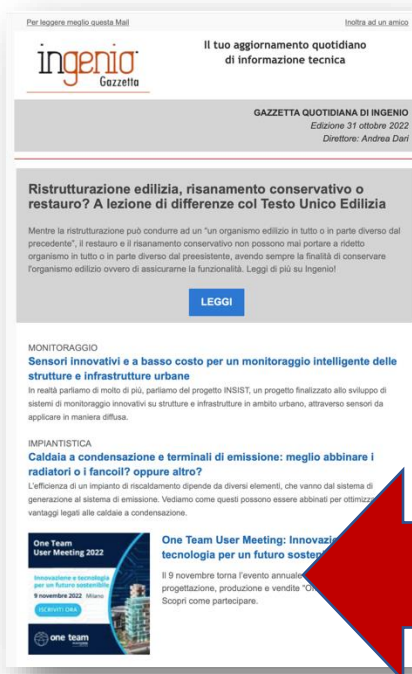 Per leggere meglio questa Mail
Inoltra ad un amico
ingenio
Gazzetta
Il tuo aggiornamento quotidiano
di informazione tecnica
GAZZETTA QUOTIDIANA DI INGENIO
Edizione 31 ottobre 2022
Direttore: Andrea Dari
Ristrutturazione edilizia, risanamento conservativo o
restauro? A lezione di differenze col Testo Unico Edilizia
Mentre la ristrutturazione può condurre ad un "un organismo edilizio in tutto o in parte diverso dal
precedente", il restauro e il risanamento conservativo non possono mai portare a ridetto
organismo in tutto o in parte diverso dal preesistente, avendo sempre la finalità di conservare
l'organismo edilizio ovvero di assicurarne la funzionalità. Leggi di più su Ingenio!
LEGGI
MONITORAGGIO
Sensori innovativi e a basso costo per un monitoraggio intelligente delle
strutture e infrastrutture urbane
In realtà parliamo di molto di più, parliamo del progetto INSIST, un progetto finalizzato allo sviluppo di
sistemi di monitoraggio innovativi su strutture e infrastrutture in ambito urbano, attraverso sensori da
applicare in maniera diffusa.
IMPIANTISTICA
Caldaia a condensazione e terminali di emissione: meglio abbinare i
radiatori o i fancoil? oppure altro?
L'efficienza di un impianto di riscaldamento dipende da diversi elementi, che vanno dal sistema di
generazione al sistema di emissione. Vediamo come questi possono essere abbinati per ottimizza
vantaggi legati alle caldaie a condensazione.
One Team
User Meeting 2022
Innovazione e tecnologia
per un futuro sostenibile
9 novembre 2022 Milano
ISCRIVITI ORA
one team
One Team User Meeting: Innovazi
tecnologia per un futuro sosten
Il 9 novembre torna l'evento annuale
progettazione, produzione e vendite
Scopri come partecipare.